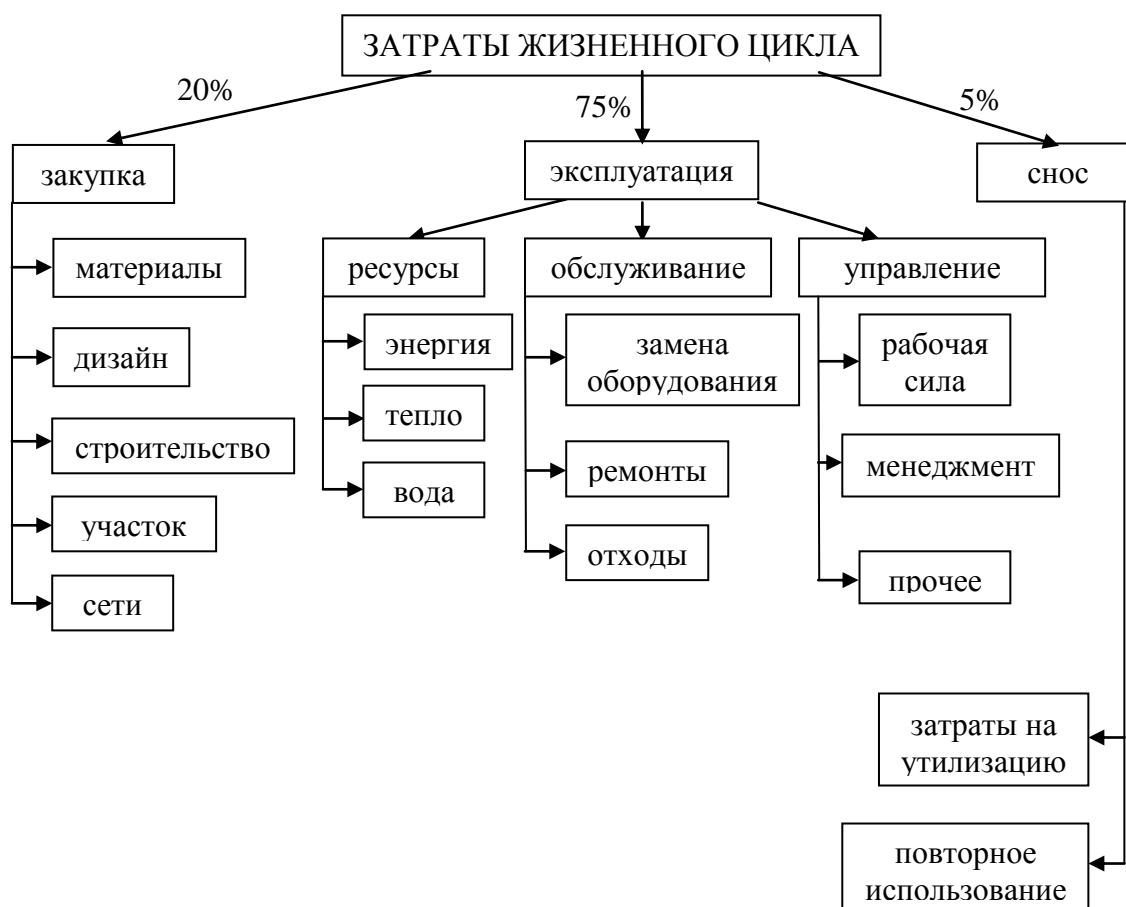 ЗАТРАТЫ ЖИЗНЕННОГО ЦИКЛА
20%
75%
5%
закупка
эксплуатация
снос
материалы
дизайн
строительство
участок
сети
ресурсы
энергия
тепло
вода
обслуживание
замена
оборудования
ремонты
отходы
управление
рабочая
сила
менеджмент
прочее
затраты на
утилизацию
повторное
использование